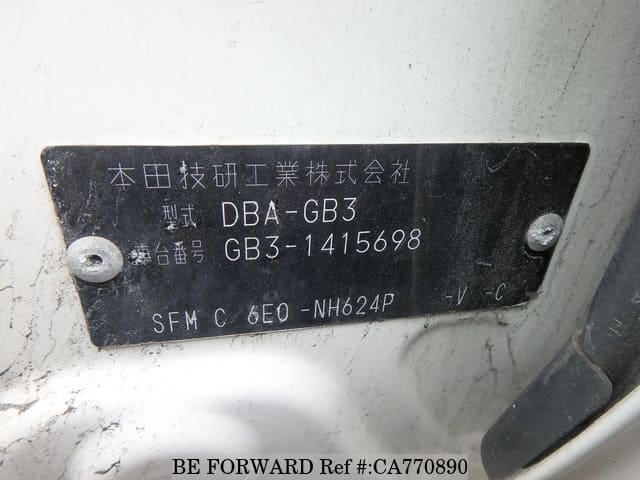 本田技研工業株式会社
型式 DBA-GB3
車台番号 GB3-1415698
SFM C 6E0 -NH624P -V -C
BE FORWARD Ref #:CA770890